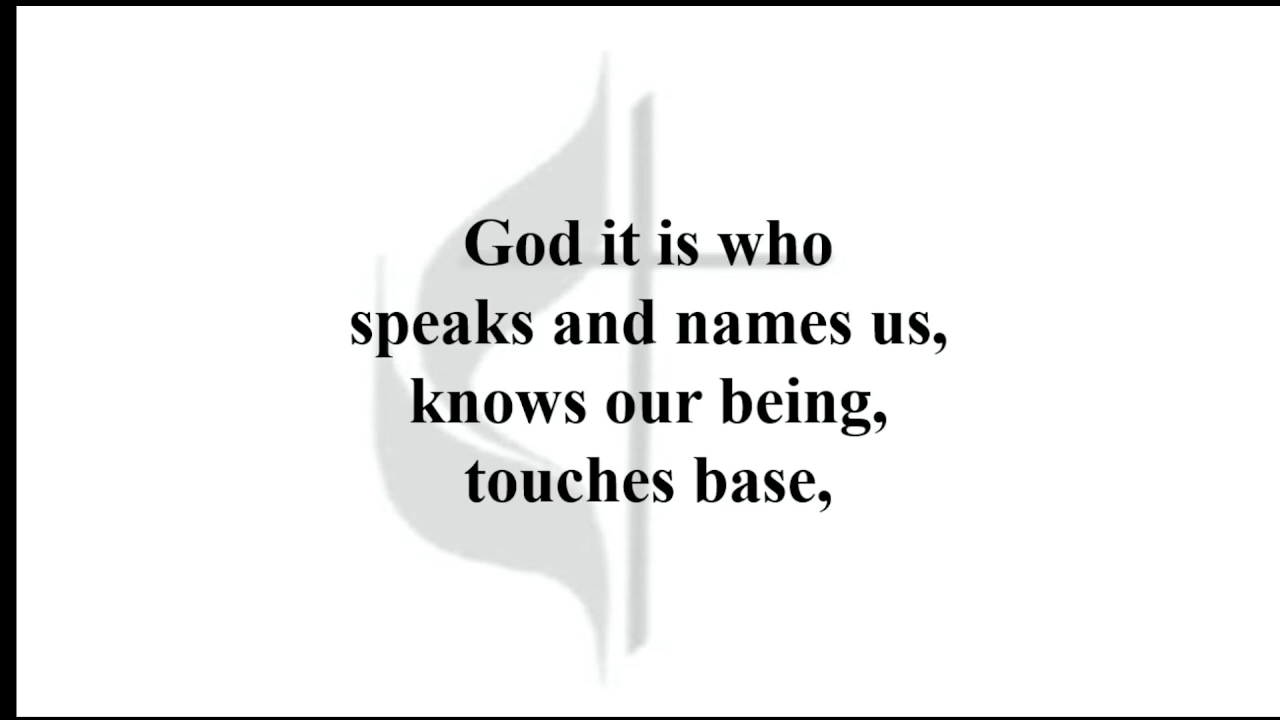 God it is who
speaks and names us,
knows our being,
touches base,